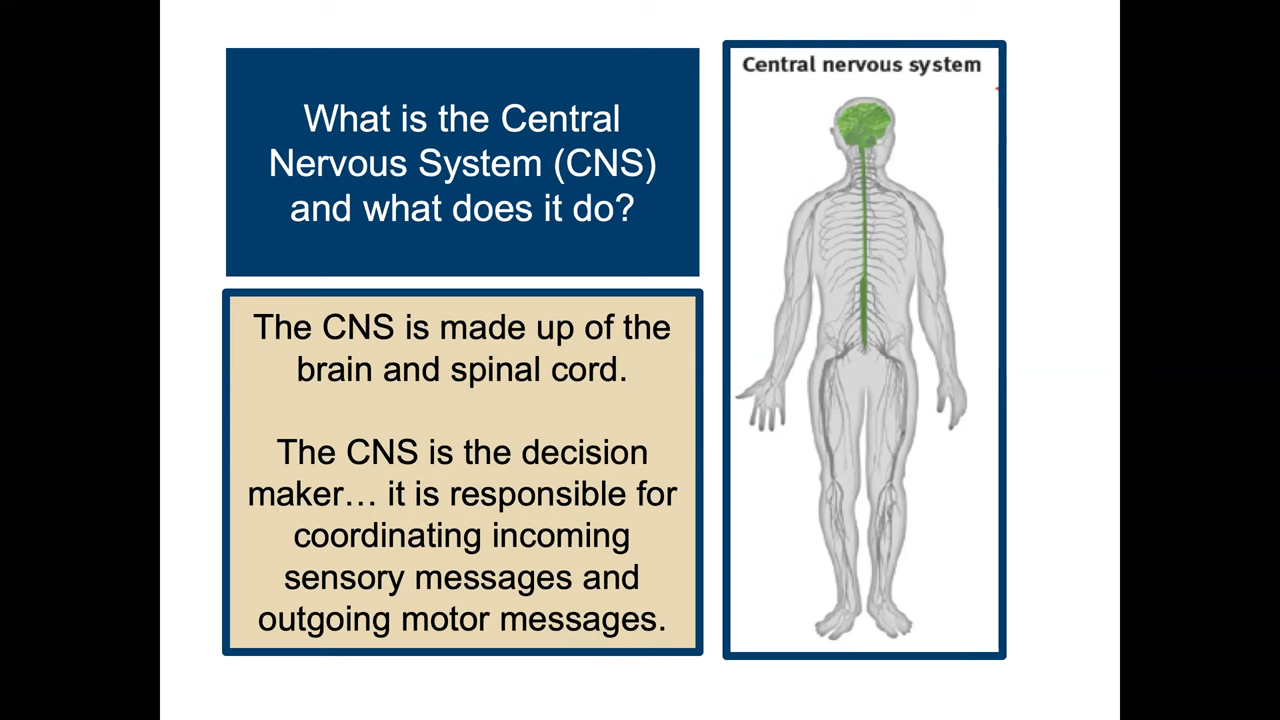 What is the Central
Nervous System (CNS)
and what does it do?
The CNS is made up of the
brain and spinal cord.
The CNS is the decision
maker… it is responsible for
coordinating incoming
sensory messages and
outgoing motor messages.
Central nervous system